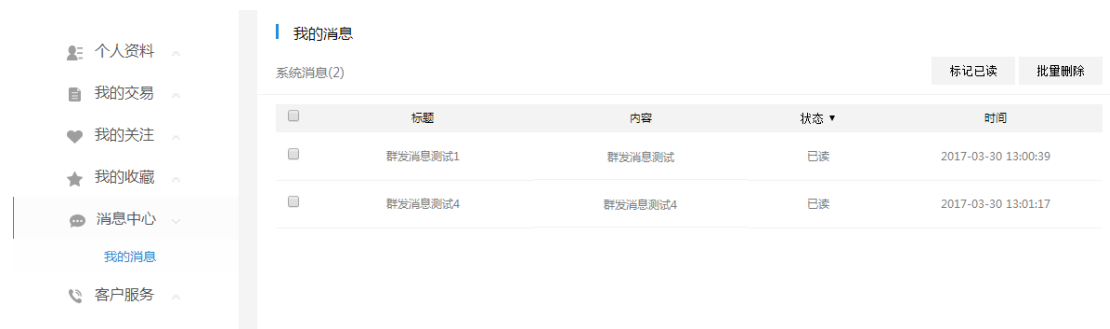 个人资料
我的交易
我的关注
我的收藏
消息中心
我的消息
客户服务
我的消息
系统消息(2)
标记已读 批量删除
标题 内容 状态 ▼ 时间
群发消息测试1 群发消息测试 已读 2017-03-30 13:00:39
群发消息测试4 群发消息测试4 已读 2017-03-30 13:01:17